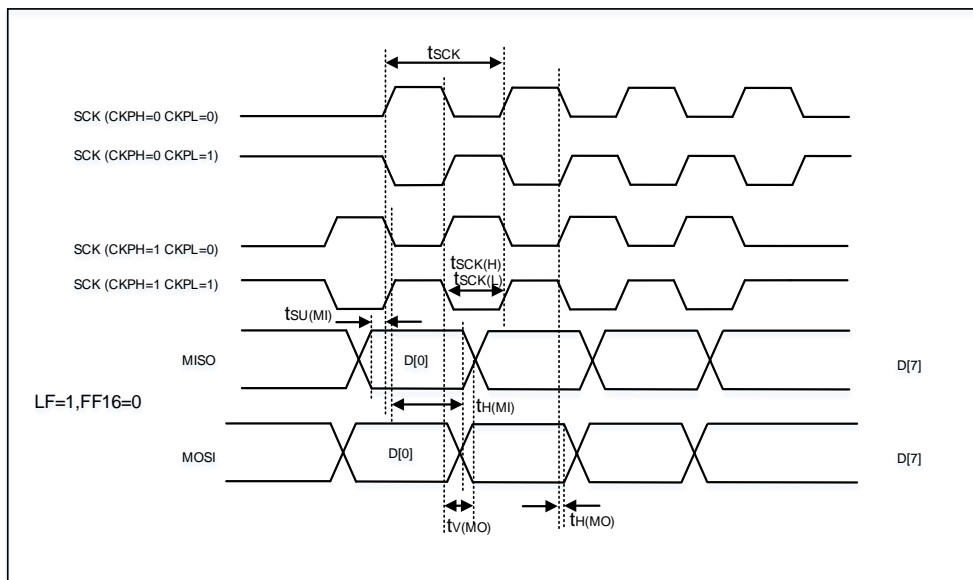 tSCK
SCK (CKPH=0 CKPL=0)
SCK (CKPH=0 CKPL=1)
SCK (CKPH=1 CKPL=0)
tSCK(H)
tSCK(L)
SCK (CKPH=1 CKPL=1)
tSU(MI)
MISO
D[0]
D[7]
LF=1,FF16=0
tH(MI)
MOSI
D[0]
D[7]
tV(MO)
tH(MO)